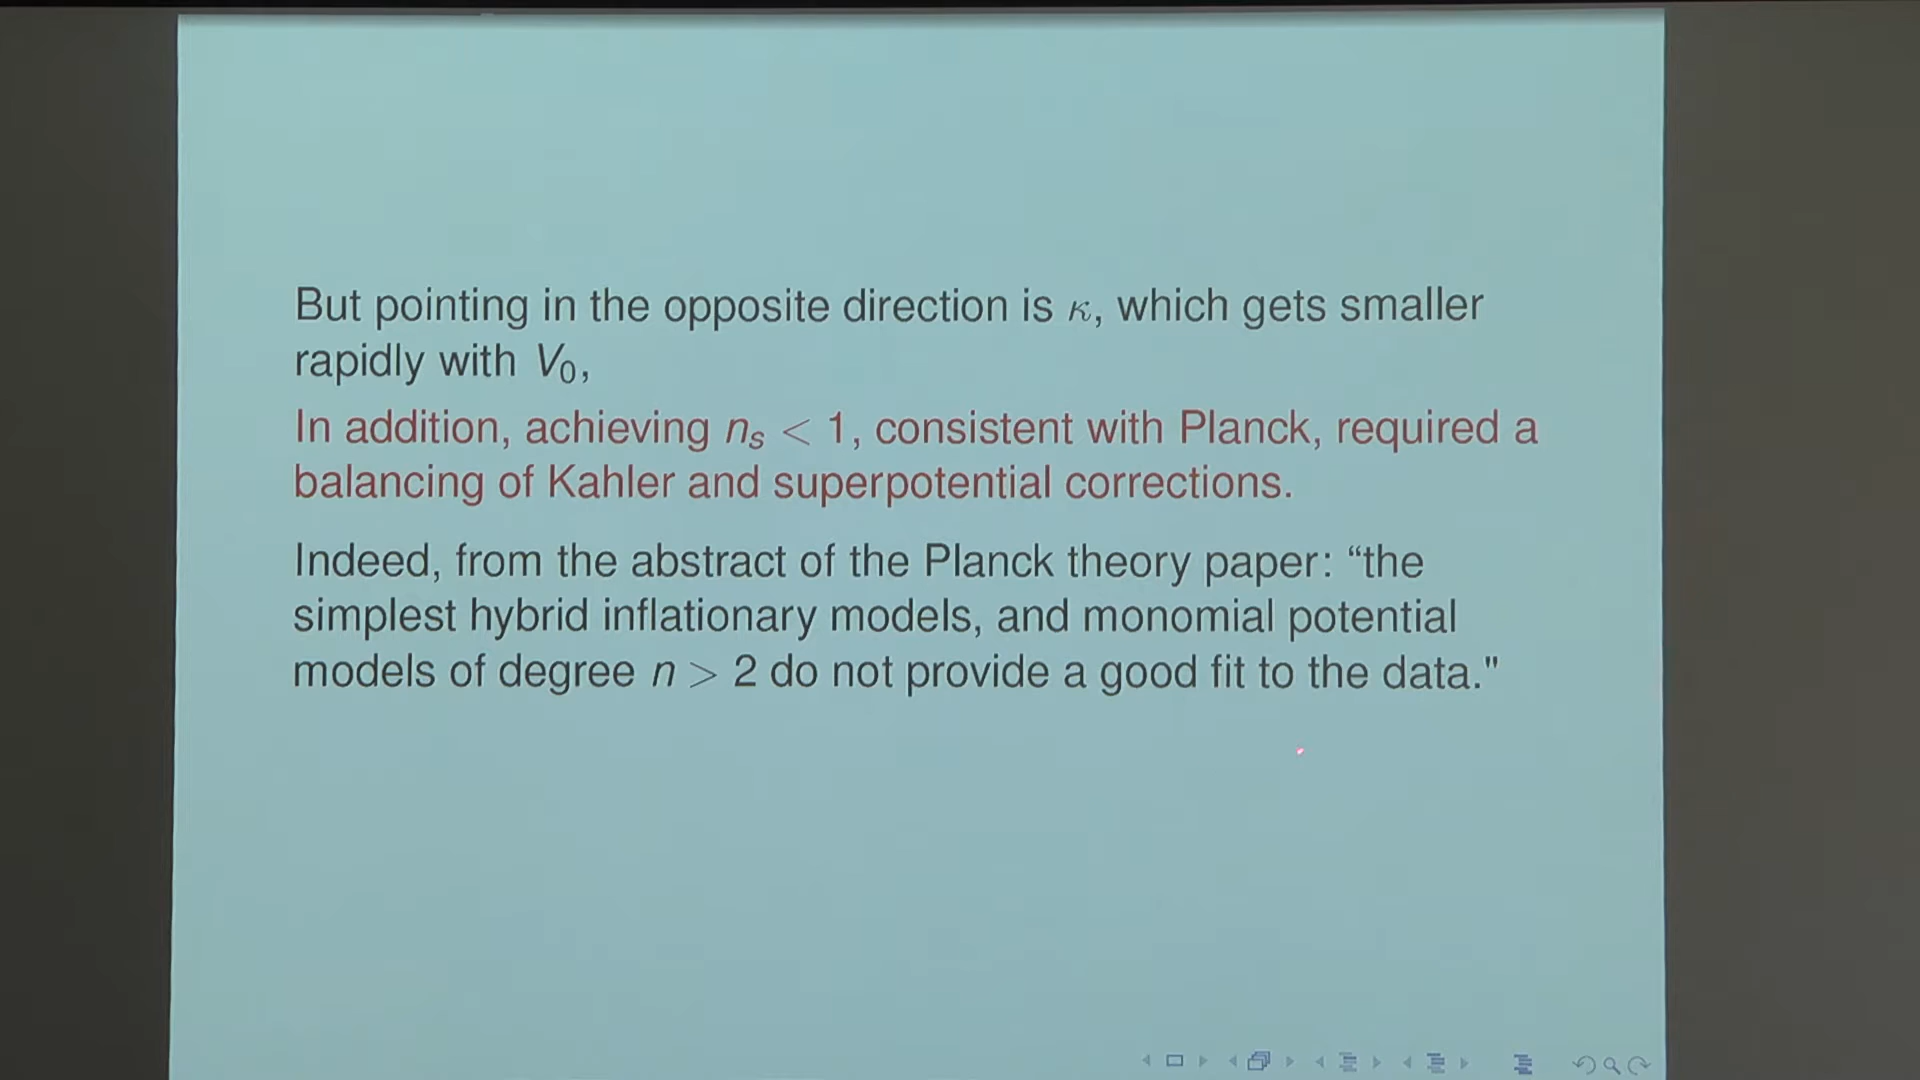 But pointing in the opposite direction is κ, which gets smaller
rapidly with V₀,
In addition, achieving nₛ < 1, consistent with Planck, required a
balancing of Kahler and superpotential corrections.
Indeed, from the abstract of the Planck theory paper: “the
simplest hybrid inflationary models, and monomial potential
models of degree n > 2 do not provide a good fit to the data."